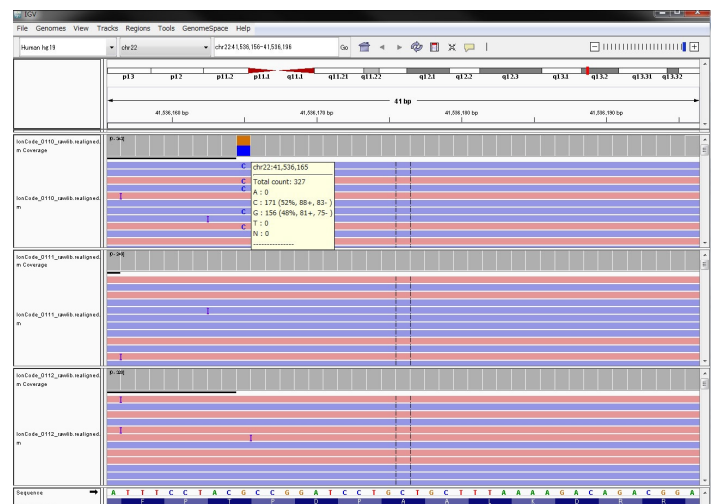 IGV
File Genomes View Tracks Regions Tools GenomeSpace Help
Human hg19 chr22 chr22:41,536,156-41,536,196 Go
p13 p12 p11.2 p11.1 q11.1 q11.21 q11.22 q12.1 q12.2 q12.3 q13.1 q13.2 q13.31 q13.32
41 bp
41,536,160 bp 41,536,170 bp 41,536,180 bp 41,536,190 bp
IonCode_0110_rawlib.realigned.
m Coverage
chr22:41,536,165
Total count: 327
A : 0
C : 171 (52%, 88+, 83- )
G : 156 (48%, 81+, 75- )
T : 0
N : 0
---------------
C
C
C
C
IonCode_0110_rawlib.realigned.
m
IonCode_0111_rawlib.realigned.
m Coverage
IonCode_0111_rawlib.realigned.
m
IonCode_0112_rawlib.realigned.
m Coverage
IonCode_0112_rawlib.realigned.
m
Sequence
A T T T C C T A C G C C G G A T C C T G C T G C T T T A A A A G A C A G A C G G A
F P T P D P A A L K D R R